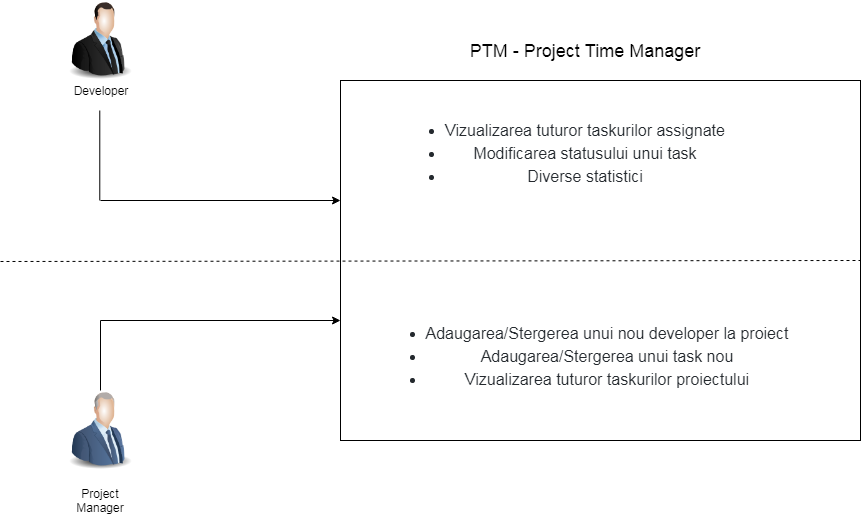 PTM - Project Time Manager
Developer
Vizualizarea tuturor taskurilor assignate
Modificarea statusului unui task
Diverse statistici
Adaugarea/Stergerea unui nou developer la proiect
Adaugarea/Stergerea unui task nou
Vizualizarea tuturor taskurilor proiectului
Project
Manager